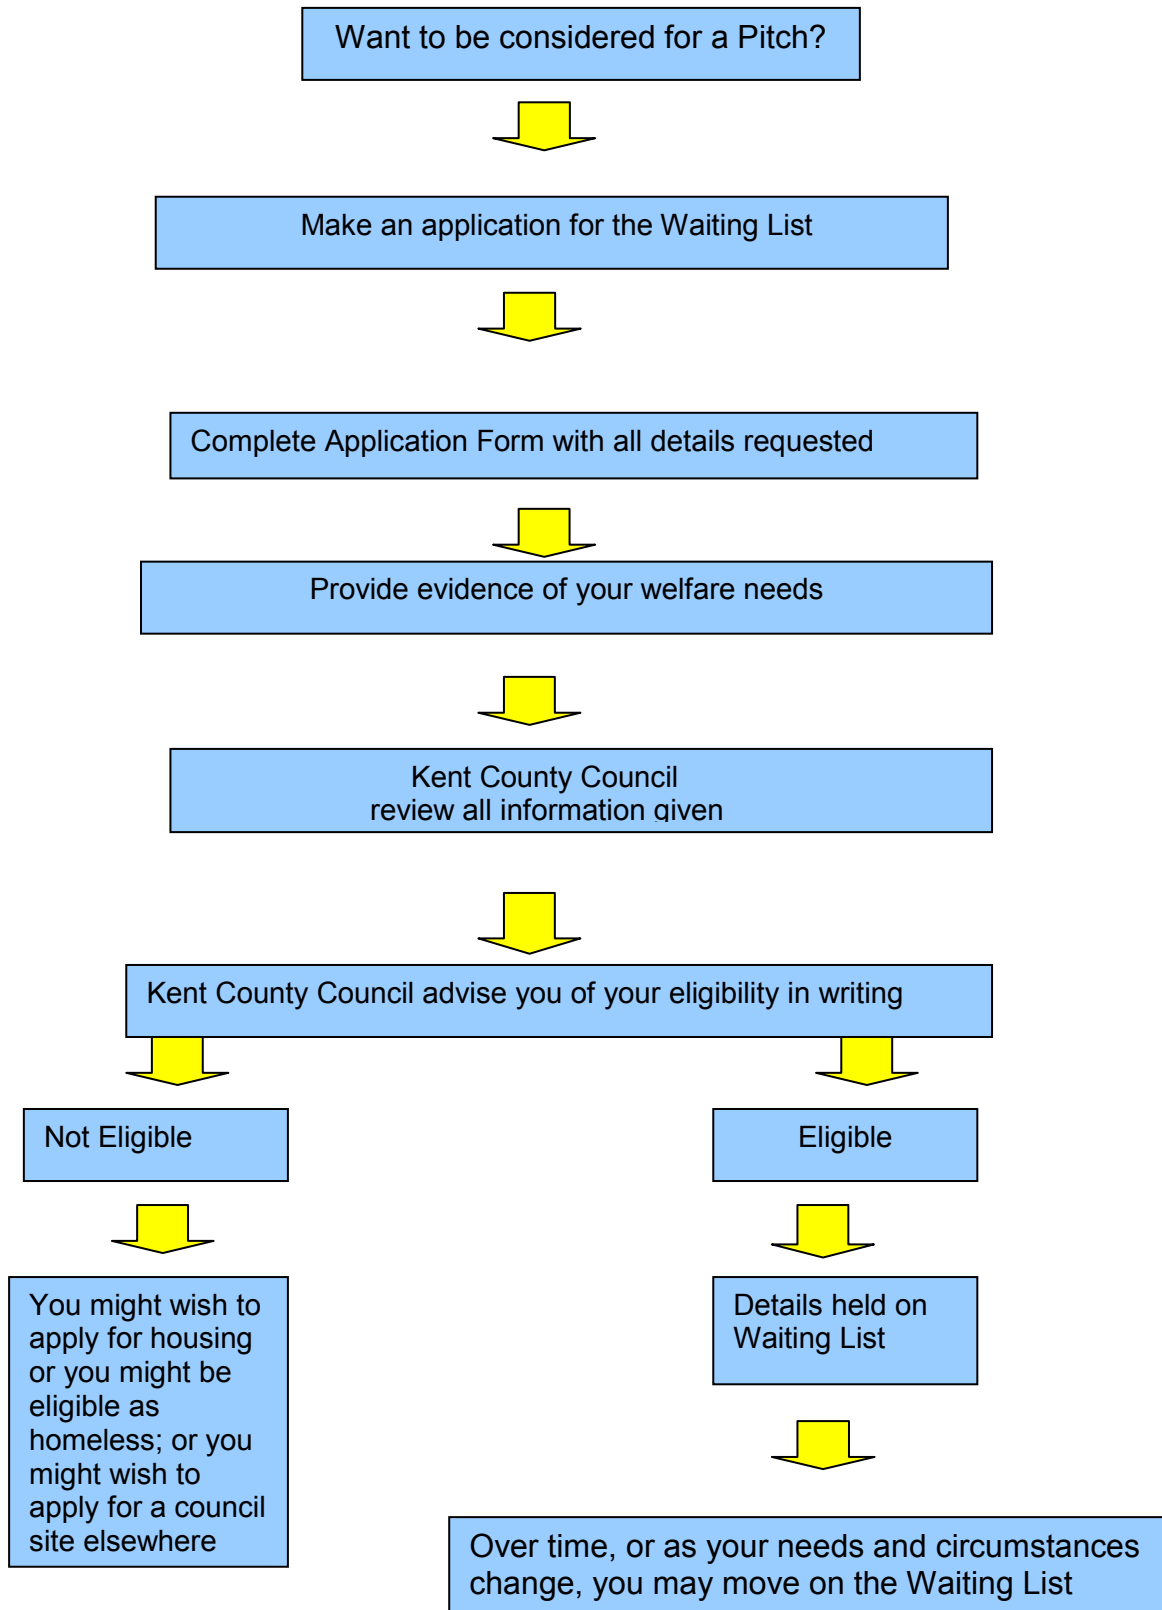 Want to be considered for a Pitch?
Make an application for the Waiting List
Complete Application Form with all details requested
Provide evidence of your welfare needs
Kent County Council
review all information given
Kent County Council advise you of your eligibility in writing
Not Eligible
Eligible
You might wish to
apply for housing
or you might be
eligible as
homeless; or you
might wish to
apply for a council
site elsewhere
Details held on
Waiting List
Over time, or as your needs and circumstances
change, you may move on the Waiting List